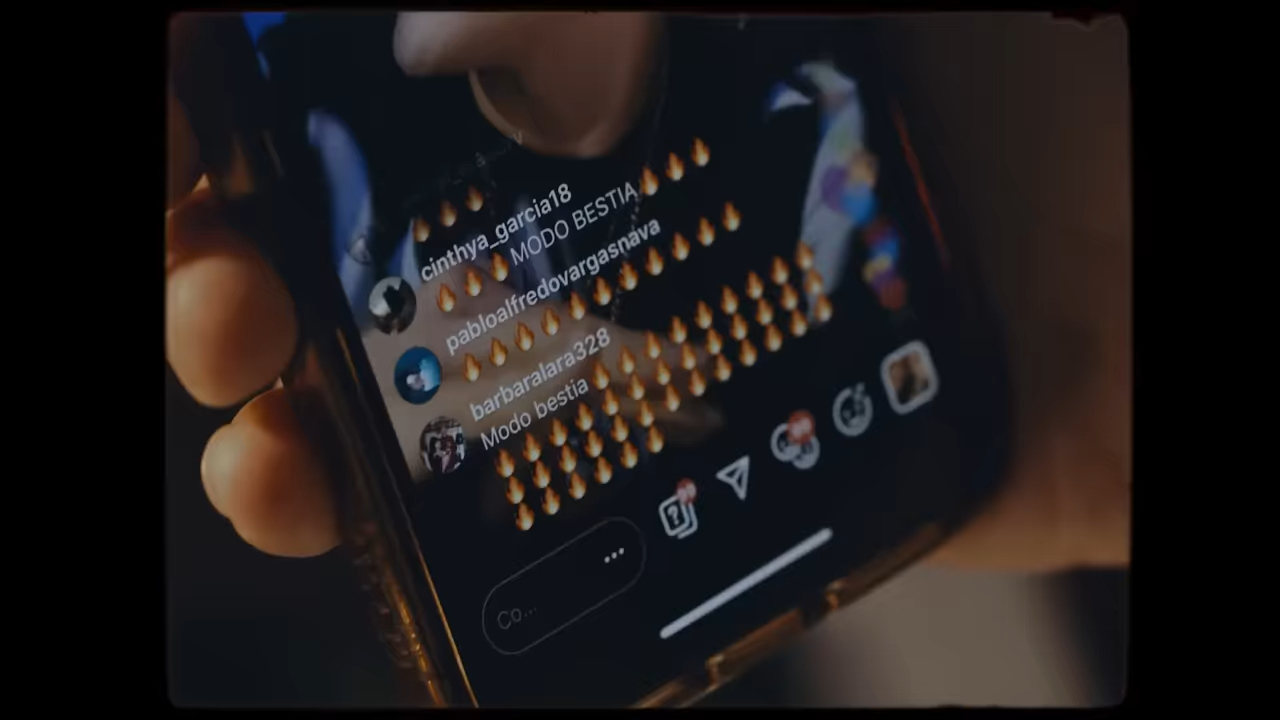 🔥🔥🔥
cinthya_garcia18
🔥🔥🔥MODO BESTIA🔥🔥🔥
pabloalfredovargasnava
🔥🔥🔥🔥🔥🔥🔥🔥🔥🔥🔥
barbaralara328
Modo bestia🔥🔥🔥🔥🔥🔥🔥🔥🔥
🔥🔥🔥🔥🔥🔥🔥🔥🔥🔥🔥🔥🔥
🔥🔥🔥🔥🔥🔥🔥🔥🔥🔥🔥🔥🔥
🔥🔥🔥🔥🔥🔥
Co...